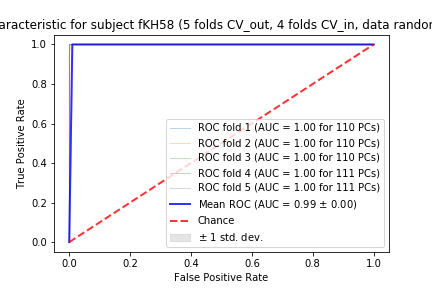 aracteristic for subject fKH58 (5 folds CV_out, 4 folds CV_in, data random
1.0
0.8
0.6
0.4
0.2
0.0
True Positive Rate
ROC fold 1 (AUC = 1.00 for 110 PCs)
ROC fold 2 (AUC = 1.00 for 110 PCs)
ROC fold 3 (AUC = 1.00 for 110 PCs)
ROC fold 4 (AUC = 1.00 for 111 PCs)
ROC fold 5 (AUC = 1.00 for 111 PCs)
Mean ROC (AUC = 0.99 ± 0.00)
Chance
± 1 std. dev.
0.0 0.2 0.4 0.6 0.8 1.0
False Positive Rate